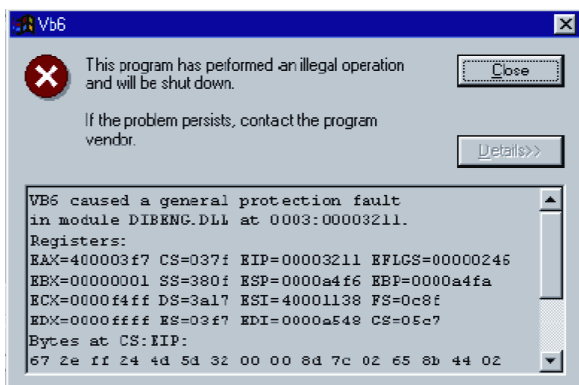 Vb6
This program has performed an illegal operation
and will be shut down.
If the problem persists, contact the program
vendor.
Close
Details>>
VB6 caused a general protection fault
in module DIBENG.DLL at 0003:00003211.
Registers:
EAX=400003f7 CS=037f EIP=00003211 EFLGS=00000246
EBX=00000001 SS=380f ESP=0000a4f6 EBP=0000a4fa
ECX=0000f4ff DS=3a17 ESI=40001138 FS=0c8f
EDX=0000ffff ES=03f7 EDI=0000a548 GS=05c7
Bytes at CS:EIP:
67 2e ff 24 4d 5d 32 00 00 8d 7c 02 65 8b 44 02